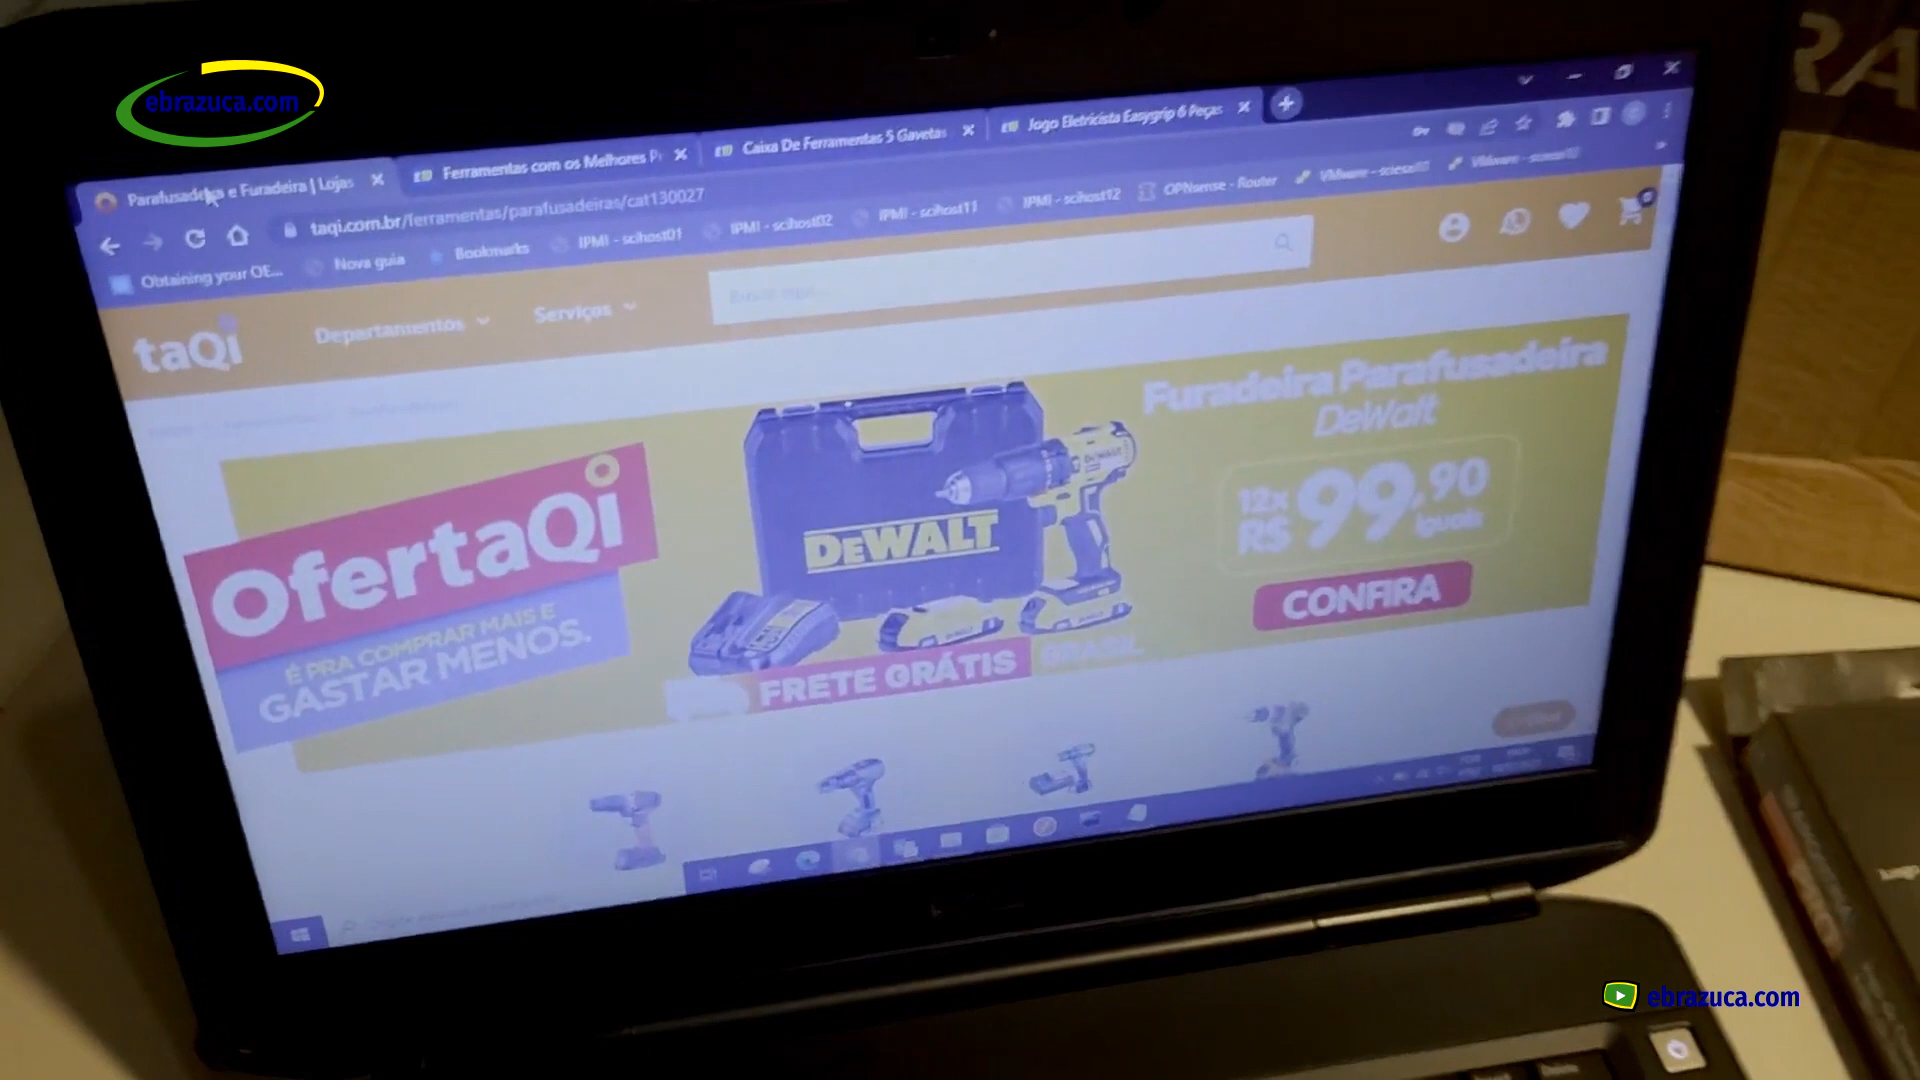 ebrazuca.com
Parafusadeira e Furadeira | Lojas
Ferramentas com os Melhores P
Caixa De Ferramentas 5 Gavetas
Jogo Eletricista Easygrip 6 Peças
taqi.com.br/ferramentas/parafusadeiras/cat130027
Obtaining your OE...
Nova guia
Bookmarks
IPMI - scihost01
IPMI - scihost02
IPMI - scihost11
IPMI - scihost12
OPNsense - Router
taQi
Departamentos
Serviços
OfertaQi
É PRA COMPRAR MAIS E
GASTAR MENOS.
DEWALT
FRETE GRÁTIS
BRASIL
Furadeira Parafusadeira
DeWalt
12x
R$ 99,90
iguais
CONFIRA
RA
ebrazuca.com